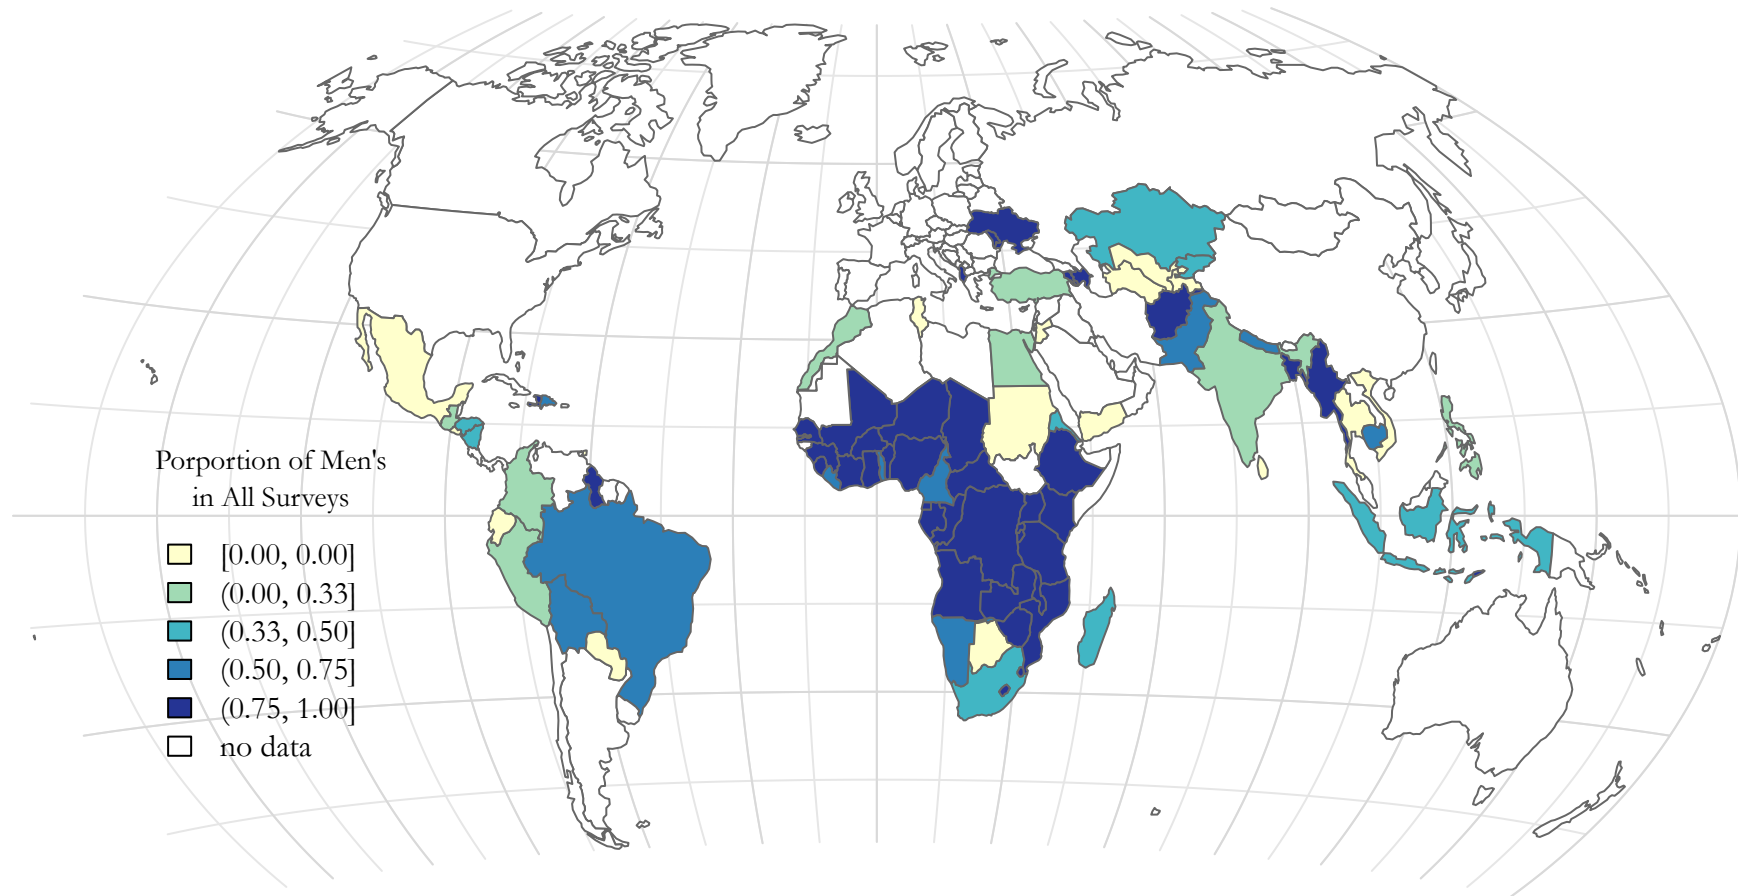 Porportion of Men's
in All Surveys
[0.00, 0.00]
(0.00, 0.33]
(0.33, 0.50]
(0.50, 0.75]
(0.75, 1.00]
no data